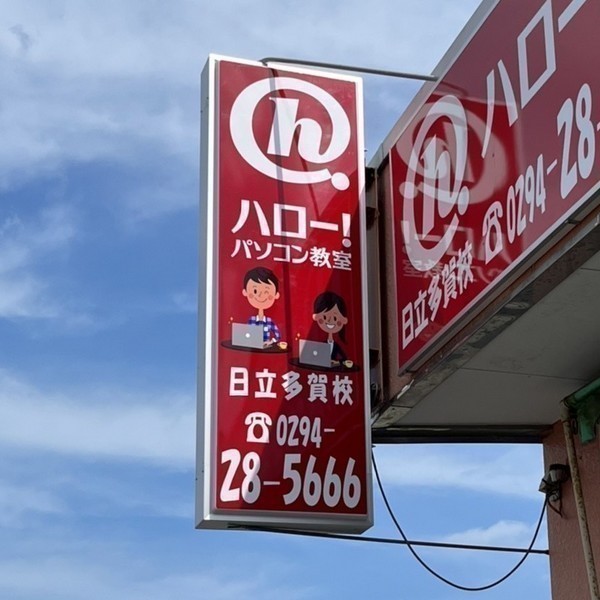 h
ハロー!
パソコン教室
日立多賀校
☎0294-
28-5666
h ハロー
日立多賀校
☎0294-28-